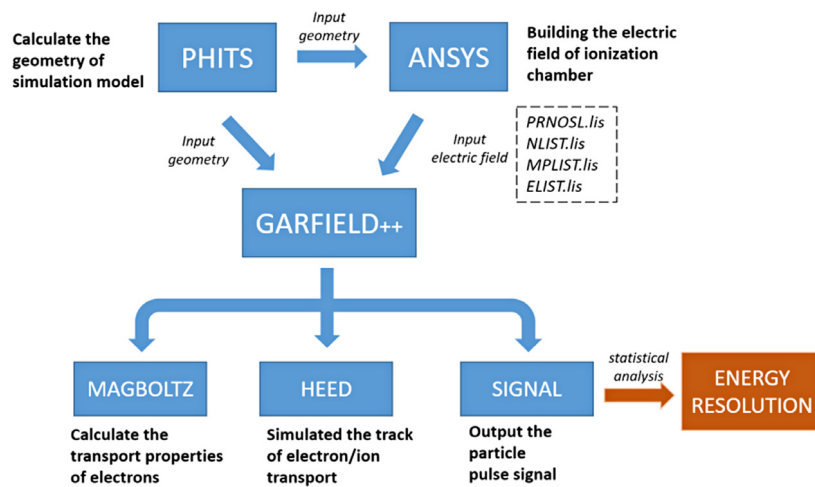 Calculate the
geometry of
simulation model
PHITS
Input
geometry
ANSYS
Building the electric
field of ionization
chamber
Input
geometry
Input
electric field
PRNOSL.lis
NLIST.lis
MPLIST.lis
ELIST.lis
GARFIELD++
MAGBOLTZ
HEED
SIGNAL
statistical
analysis
ENERGY
RESOLUTION
Calculate the
transport properties
of electrons
Simulated the track
of electron/ion
transport
Output the
particle
pulse signal